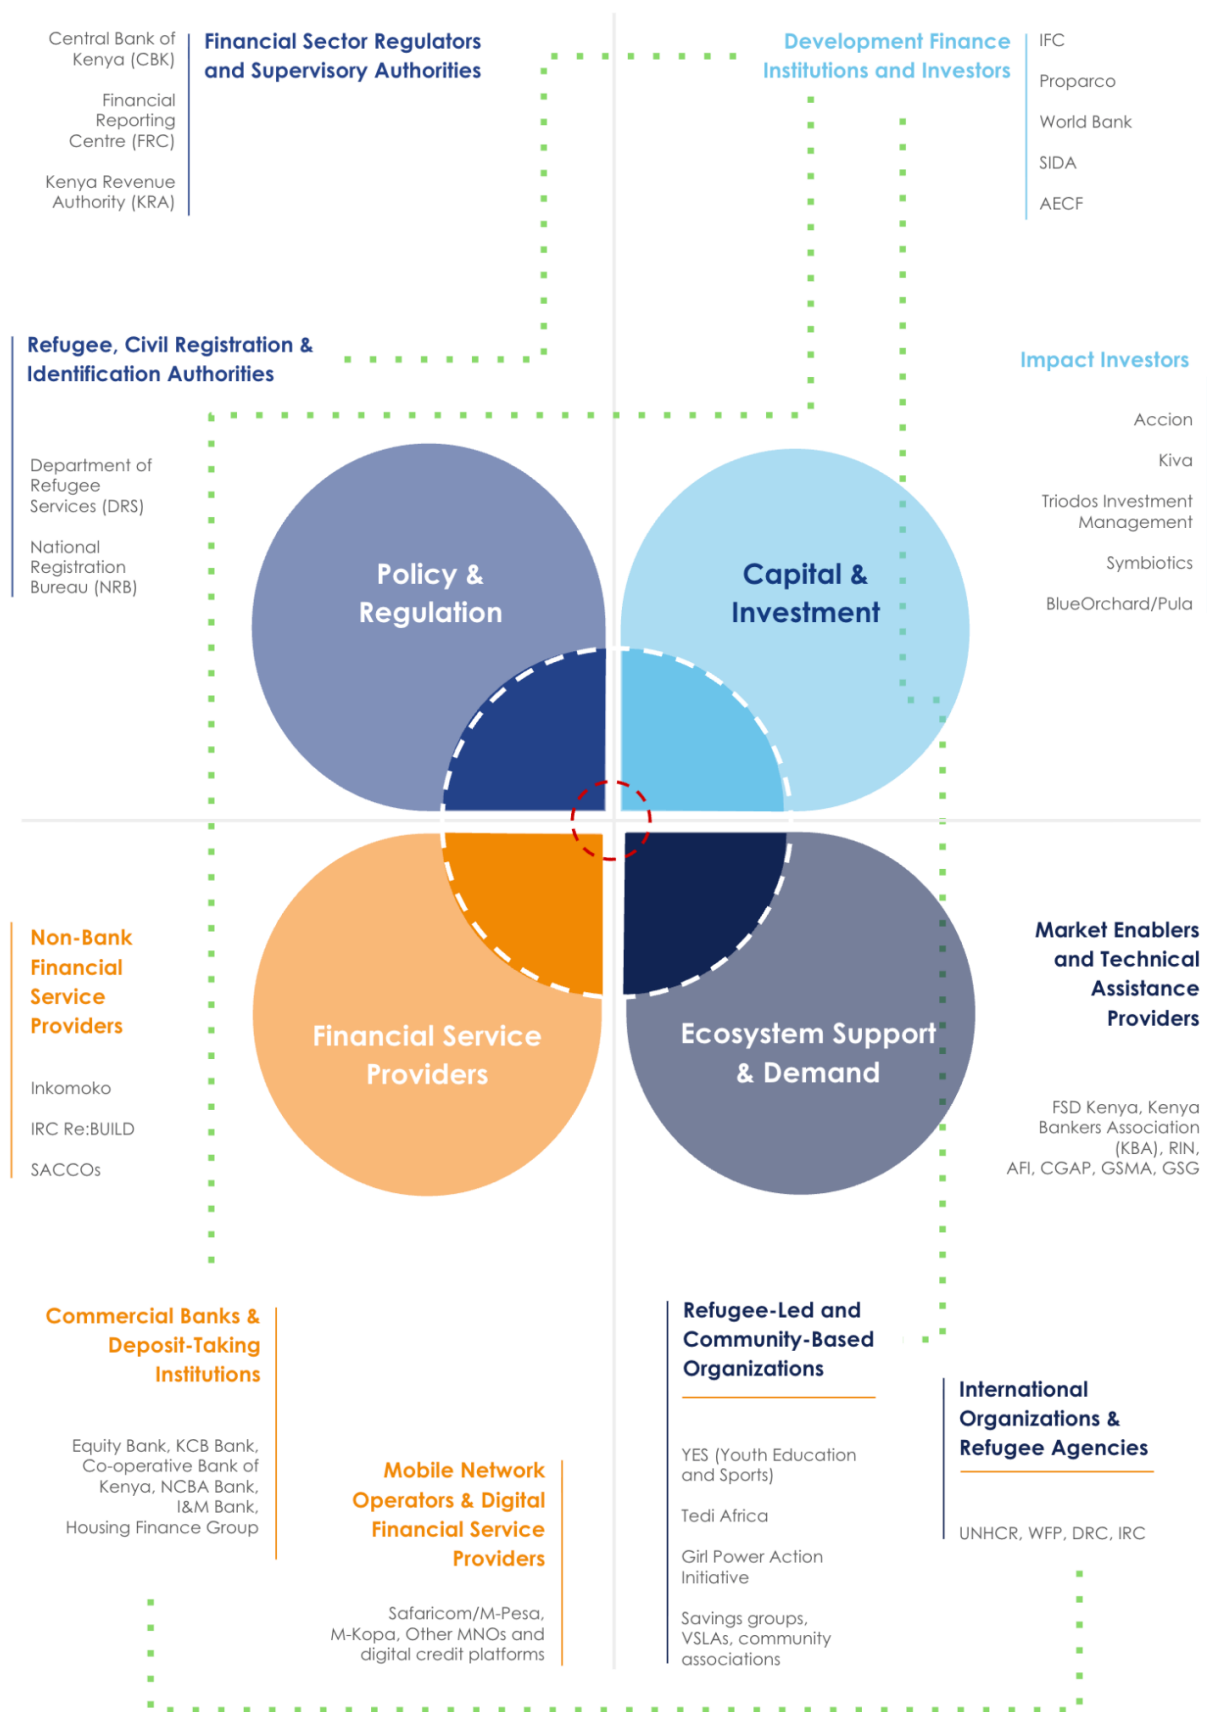 Central Bank of
Kenya (CBK)
Financial
Reporting
Centre (FRC)
Kenya Revenue
Authority (KRA)
Financial Sector Regulators
and Supervisory Authorities
Development Finance
Institutions and Investors
IFC
Proparco
World Bank
SIDA
AECF
Refugee, Civil Registration &
Identification Authorities
Department of
Refugee
Services (DRS)
National
Registration
Bureau (NRB)
Impact Investors
Accion
Kiva
Triodos Investment
Management
Symbiotics
BlueOrchard/Pula
Policy &
Regulation
Capital &
Investment
Financial Service
Providers
Ecosystem Support
& Demand
Non-Bank
Financial
Service
Providers
Inkomoko
IRC Re:BUILD
SACCOs
Market Enablers
and Technical
Assistance
Providers
FSD Kenya, Kenya
Bankers Association
(KBA), RIN,
AFI, CGAP, GSMA, GSG
Commercial Banks &
Deposit-Taking
Institutions
Equity Bank, KCB Bank,
Co-operative Bank of
Kenya, NCBA Bank,
I&M Bank,
Housing Finance Group
Mobile Network
Operators & Digital
Financial Service
Providers
Safaricom/M-Pesa,
M-Kopa, Other MNOs and
digital credit platforms
Refugee-Led and
Community-Based
Organizations
YES (Youth Education
and Sports)
Tedi Africa
Girl Power Action
Initiative
Savings groups,
VSLAs, community
associations
International
Organizations &
Refugee Agencies
UNHCR, WFP, DRC, IRC